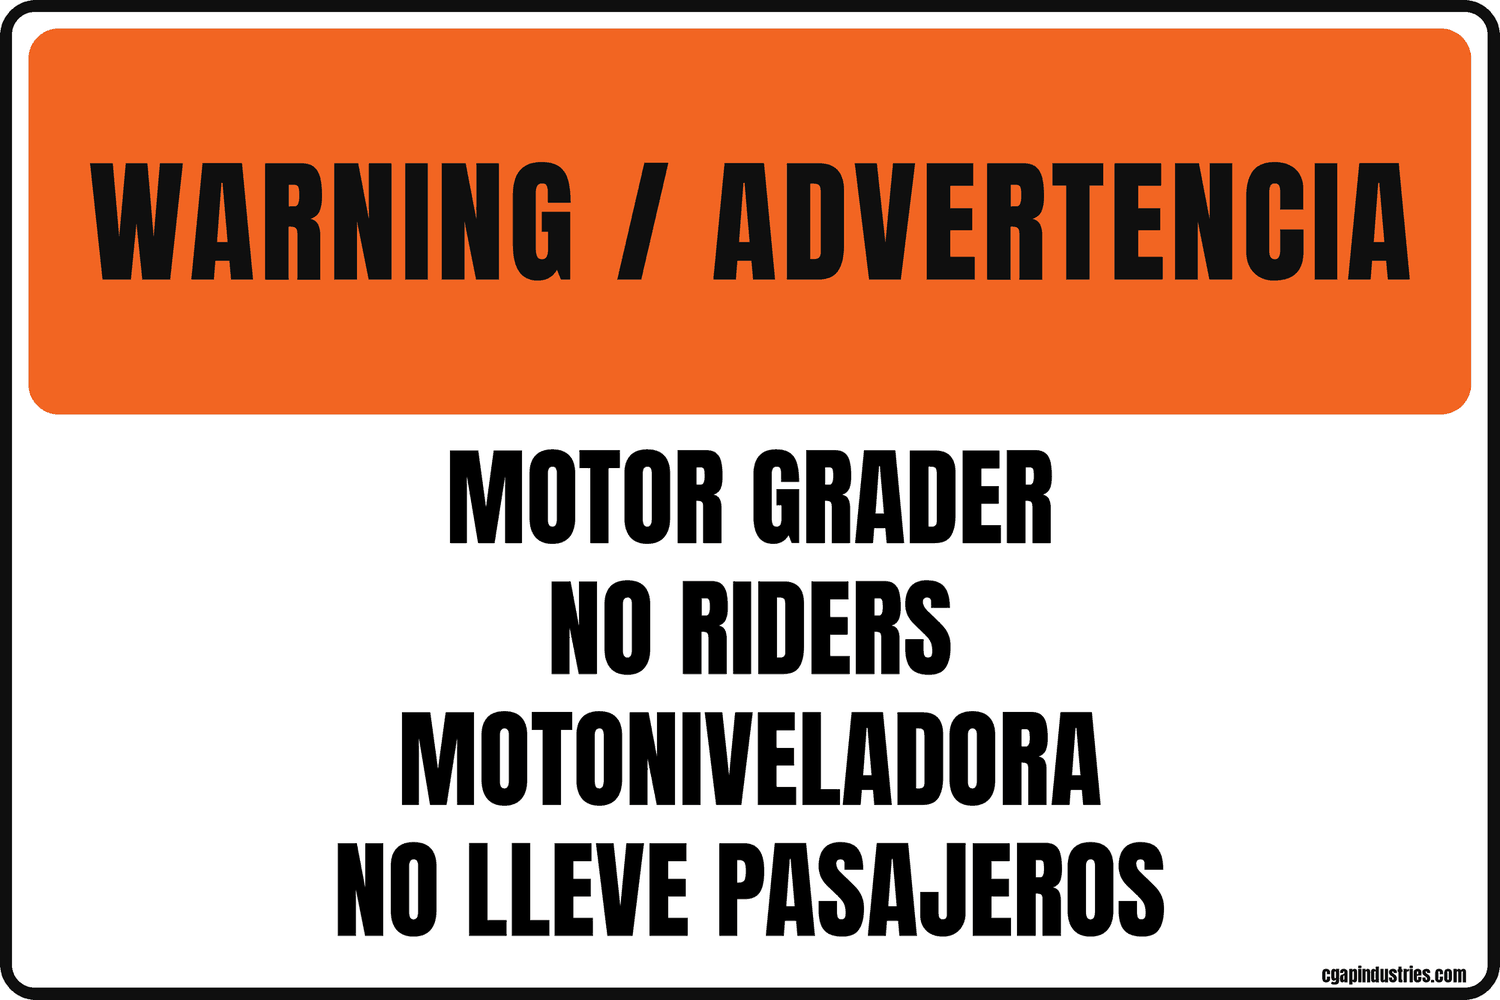 WARNING / ADVERTENCIA
MOTOR GRADER
NO RIDERS
MOTONIVELADORA
NO LLEVE PASAJEROS
cgapindustries.com